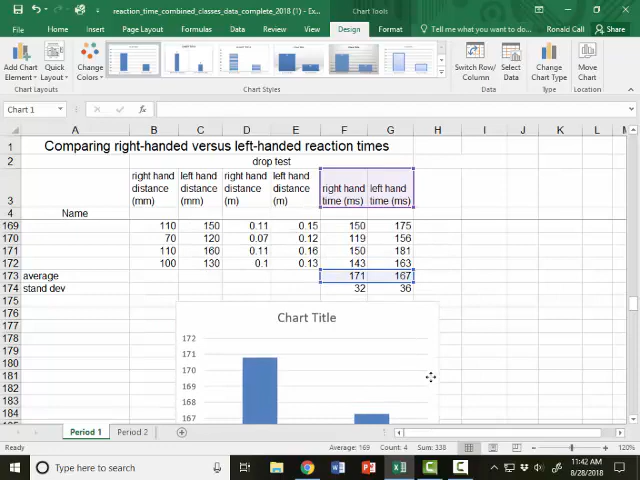 reaction_time_combined_classes_data_complete_2018 (1) - Ex...
Chart Tools
File Home Insert Page Layout Formulas Data Review View Design Format Tell me what you want to do... Ronald Call Share
Add Chart Element
Quick Layout
Change Colors
Switch Row/ Column
Select Data
Change Chart Type
Move Chart
Chart Layouts Chart Styles Data Type Location
Chart 1
fx
A B C D E F G H I J K L M
1 Comparing right-handed versus left-handed reaction times
2 drop test
3 right hand distance (mm) left hand distance (mm) right hand distance (m) left hand distance (m) right hand time (ms) left hand time (ms)
4 Name
169 110 150 0.11 0.15 150 175
170 70 120 0.07 0.12 119 156
171 110 160 0.11 0.16 150 181
172 100 130 0.1 0.13 143 163
173 average 171 167
174 stand dev 32 36
175
176
177
178
179
180
181
182
183
184
Chart Title
172
171
170
169
168
167
Period 1 Period 2
Ready Average: 169 Count: 4 Sum: 338 120%
Type here to search
11:42 AM
8/28/2018